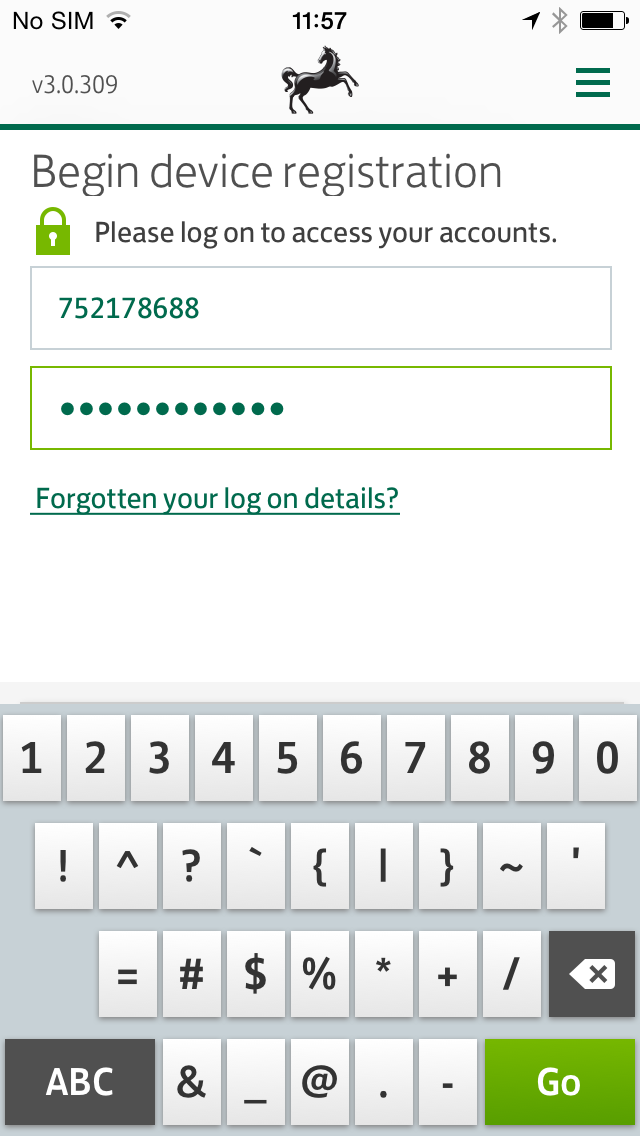 No SIM 11:57
v3.0.309
Begin device registration
Please log on to access your accounts.
752178688
••••••••••••
Forgotten your log on details?
1 2 3 4 5 6 7 8 9 0
! ^ ? ` { | } ~ '
= # $ % * + /
ABC & _ @ . - Go